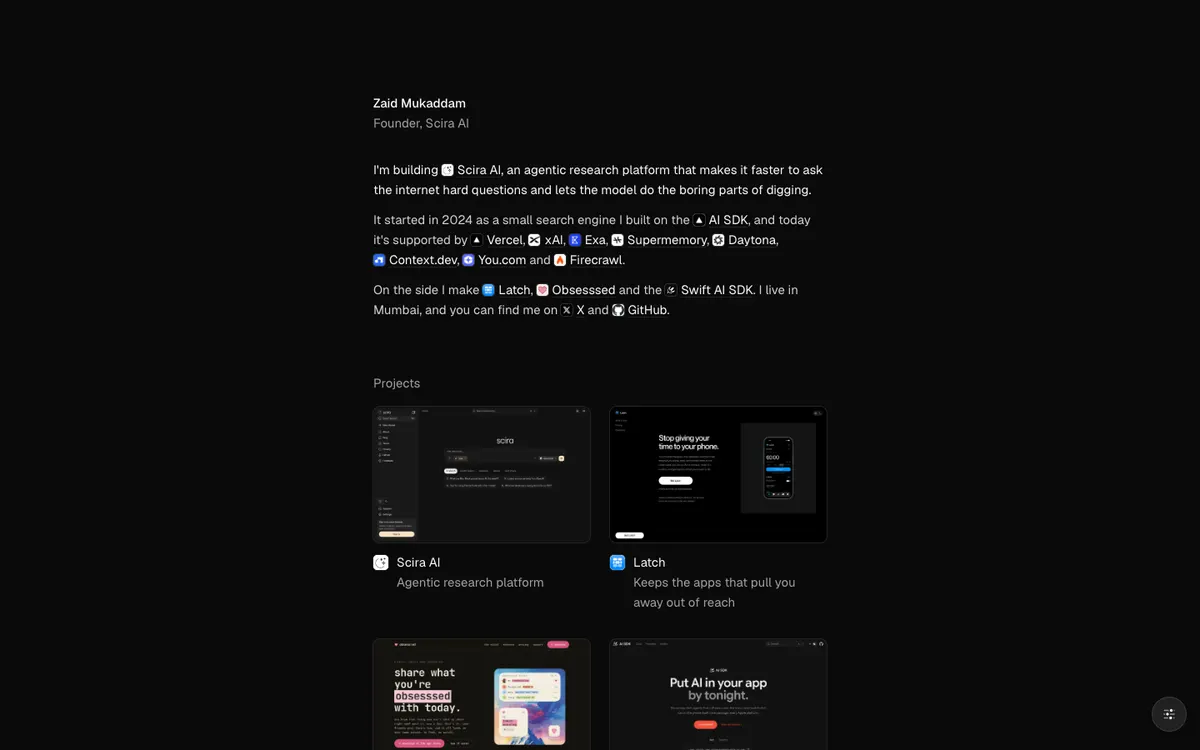 Zaid Mukaddam
Founder, Scira AI
I'm building Scira AI, an agentic research platform that makes it faster to ask
the internet hard questions and lets the model do the boring parts of digging.
It started in 2024 as a small search engine I built on the AI SDK, and today
it's supported by Vercel, xAI, Exa, Supermemory, Daytona,
Context.dev, You.com and Firecrawl.
On the side I make Latch, Obsesssed and the Swift AI SDK. I live in
Mumbai, and you can find me on X and GitHub.
Projects
scira
Stop giving your
time to your phone.
Scira AI
Agentic research platform
Latch
Keeps the apps that pull you
away out of reach
share what
you're
obsesssed
with today.
AI SDK
Put AI in your app
by tonight.